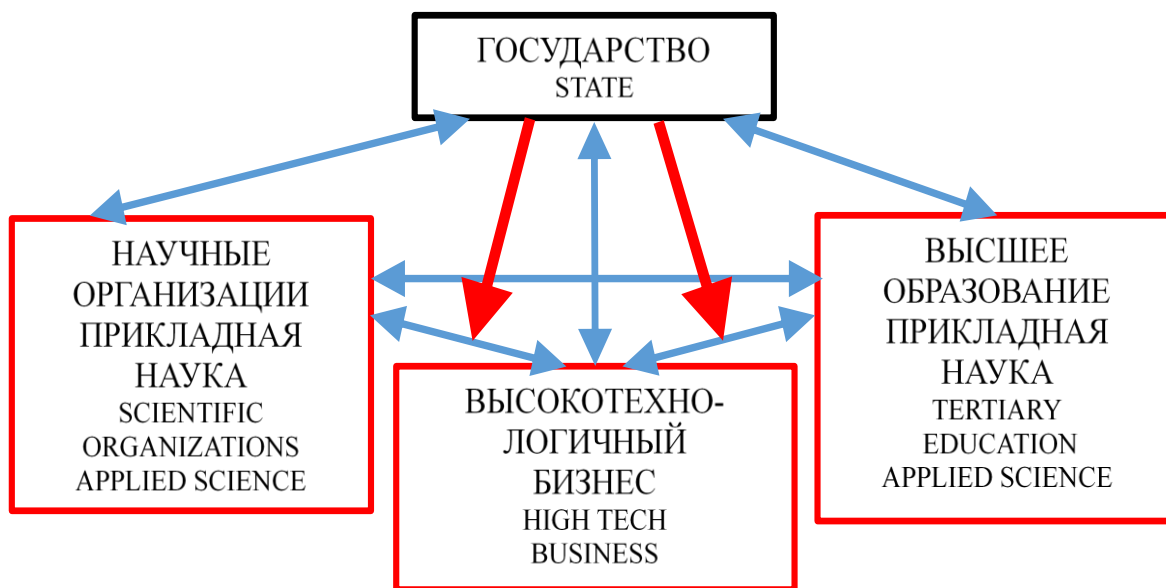 ГОСУДАРСТВО
STATE
НАУЧНЫЕ
ОРГАНИЗАЦИИ
ПРИКЛАДНАЯ
НАУКА
SCIENTIFIC
ORGANIZATIONS
APPLIED SCIENCE
ВЫСОКОТЕХНО-
ЛОГИЧНЫЙ
БИЗНЕС
HIGH TECH
BUSINESS
ВЫСШЕЕ
ОБРАЗОВАНИЕ
ПРИКЛАДНАЯ
НАУКА
TERTIARY
EDUCATION
APPLIED SCIENCE